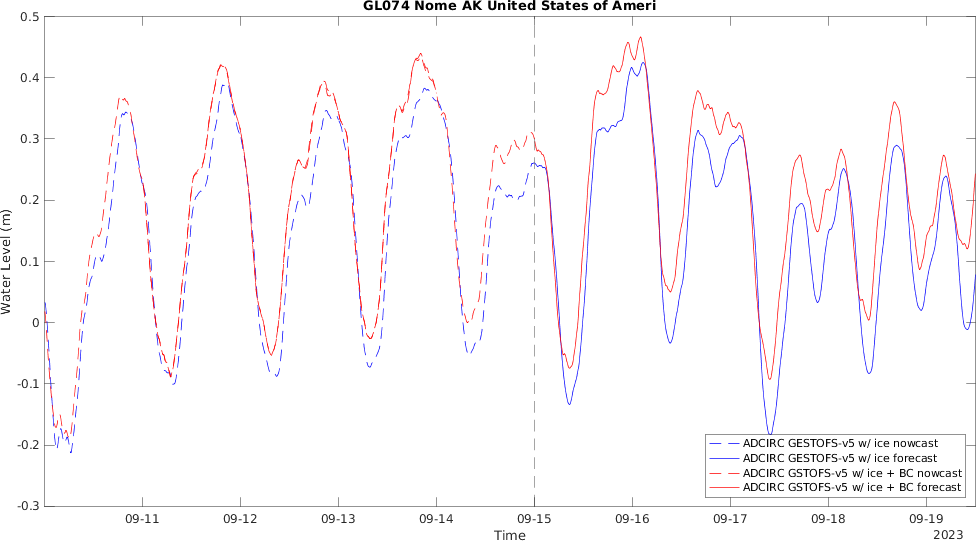 GL074 Nome AK United States of Ameri
0.5
0.4
0.3
0.2
0.1
0
-0.1
-0.2
-0.3
Water Level (m)
ADCIRC GESTOFS-v5 w/ ice nowcast
ADCIRC GESTOFS-v5 w/ ice forecast
ADCIRC GSTOFS-v5 w/ ice + BC nowcast
ADCIRC GSTOFS-v5 w/ ice + BC forecast
09-11 09-12 09-13 09-14 09-15 09-16 09-17 09-18 09-19
Time
2023